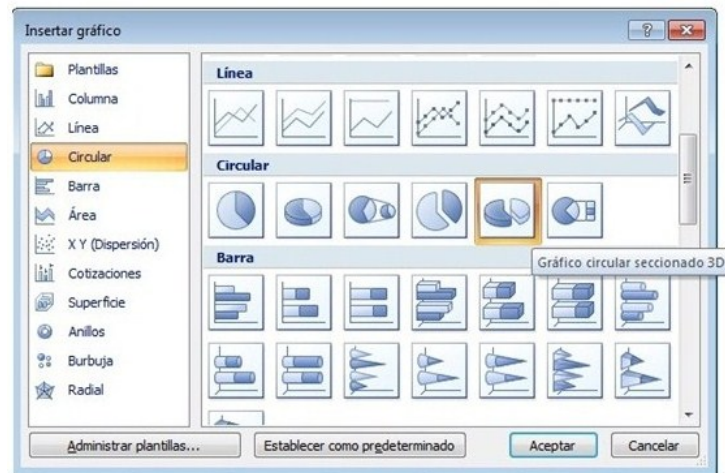 Insertar gráfico
Plantillas
Columna
Línea
Circular
Barra
Área
X Y (Dispersión)
Cotizaciones
Superficie
Anillos
Burbuja
Radial
Línea
Circular
Gráfico circular seccionado 3D
Barra
Administrar plantillas...
Establecer como predeterminado
Aceptar
Cancelar